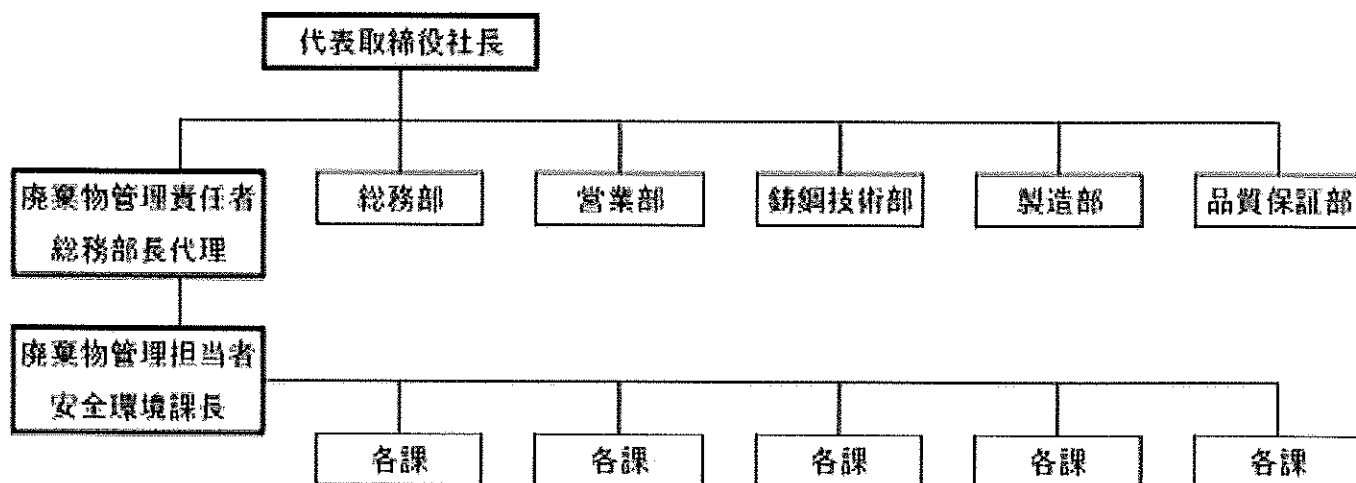 代表取締役社長
廃棄物管理責任者
総務部長代理
総務部
営業部
鋳鋼技術部
製造部
品質保証部
廃棄物管理担当者
安全環境課長
各課
各課
各課
各課
各課